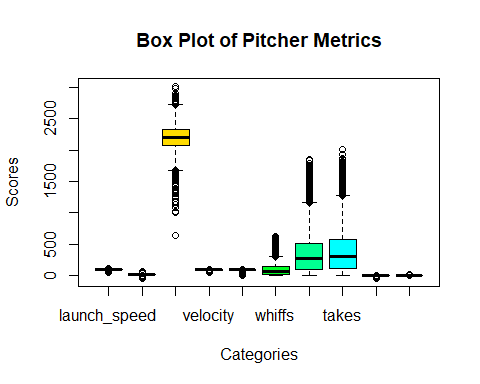 Box Plot of Pitcher Metrics
Scores
2500
1500
500
0
launch_speed velocity whiffs takes
Categories